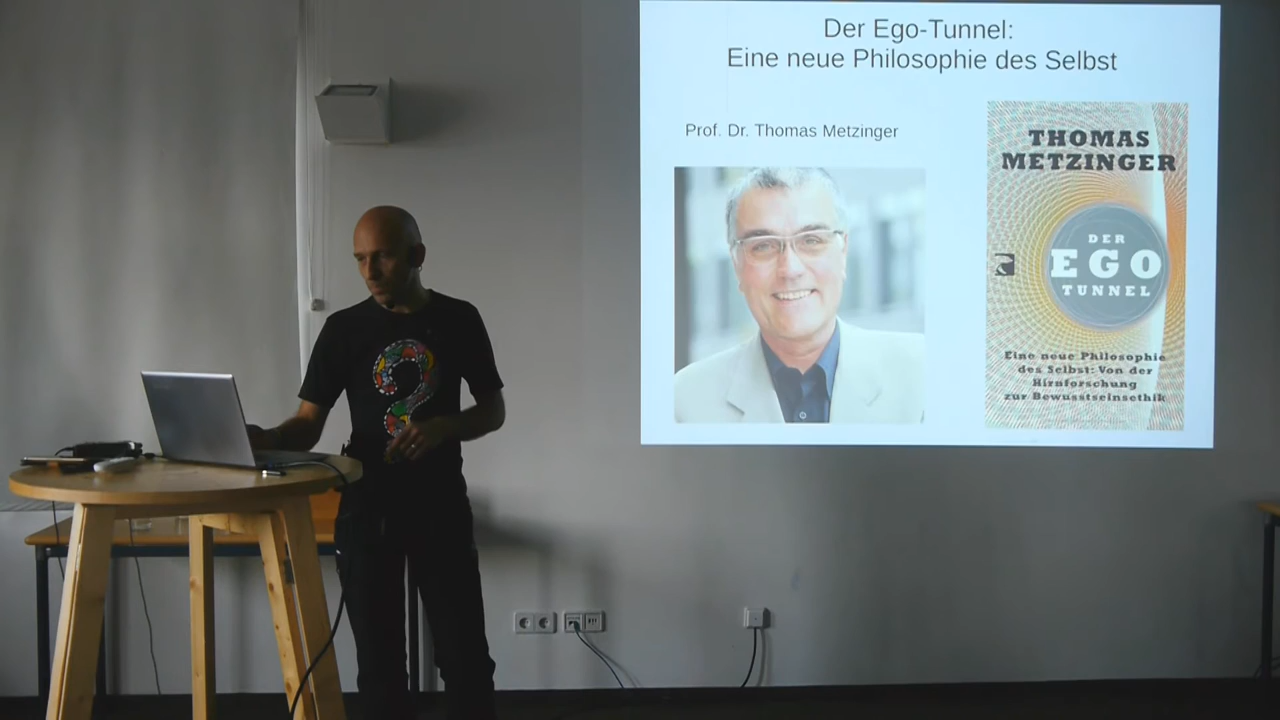 Der Ego-Tunnel:
Eine neue Philosophie des Selbst
Prof. Dr. Thomas Metzinger
THOMAS
METZINGER
DER
EGO
TUNNEL
Eine neue Philosophie
des Selbst: Von der
Hirnforschung
zur Bewusstseinsethik
?